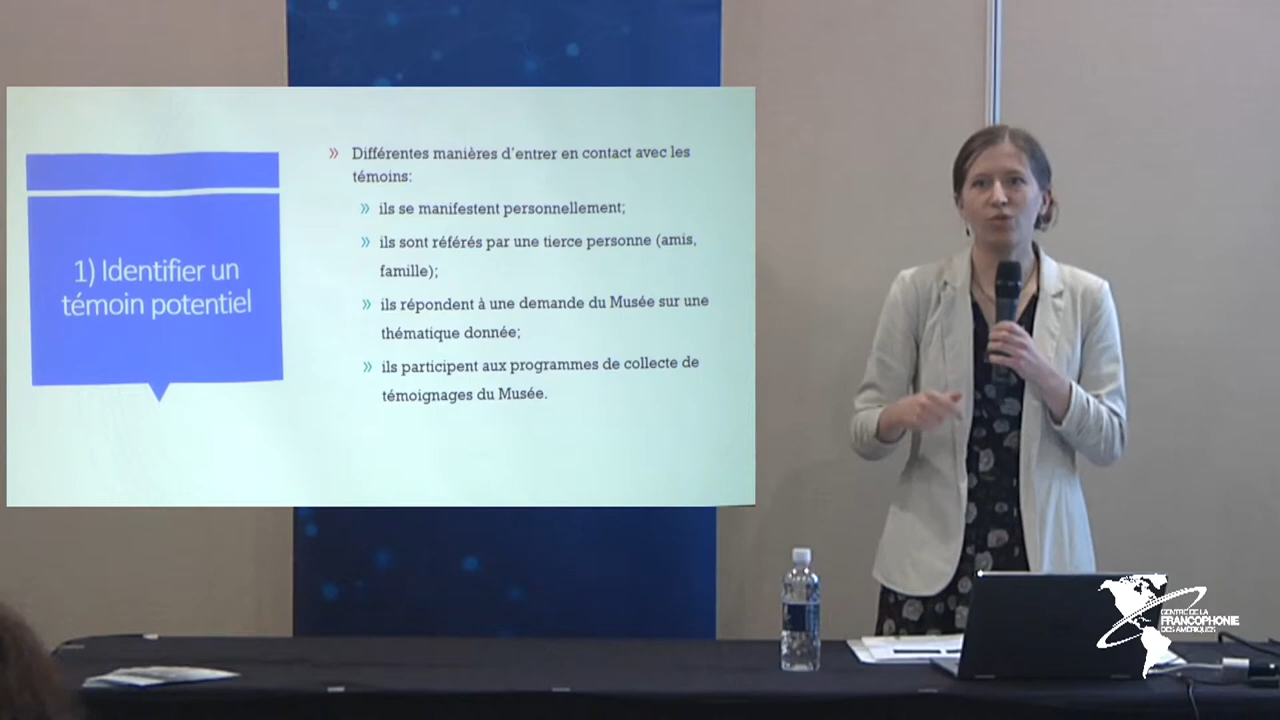 1) Identifier un
témoin potentiel
» Différentes manières d'entrer en contact avec les
témoins:
» ils se manifestent personnellement;
» ils sont référés par une tierce personne (amis,
famille);
» ils répondent à une demande du Musée sur une
thématique donnée;
» ils participent aux programmes de collecte de
témoignages du Musée.
CENTRE DE LA
FRANCOPHONIE
DES AMÉRIQUES